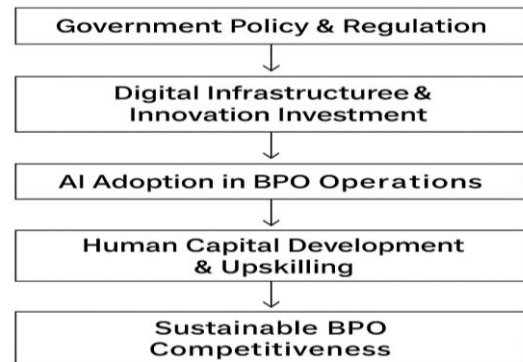 Government Policy & Regulation
Digital Infrastructuree &
Innovation Investment
AI Adoption in BPO Operations
Human Capital Development
& Upskilling
Sustainable BPO
Competitiveness